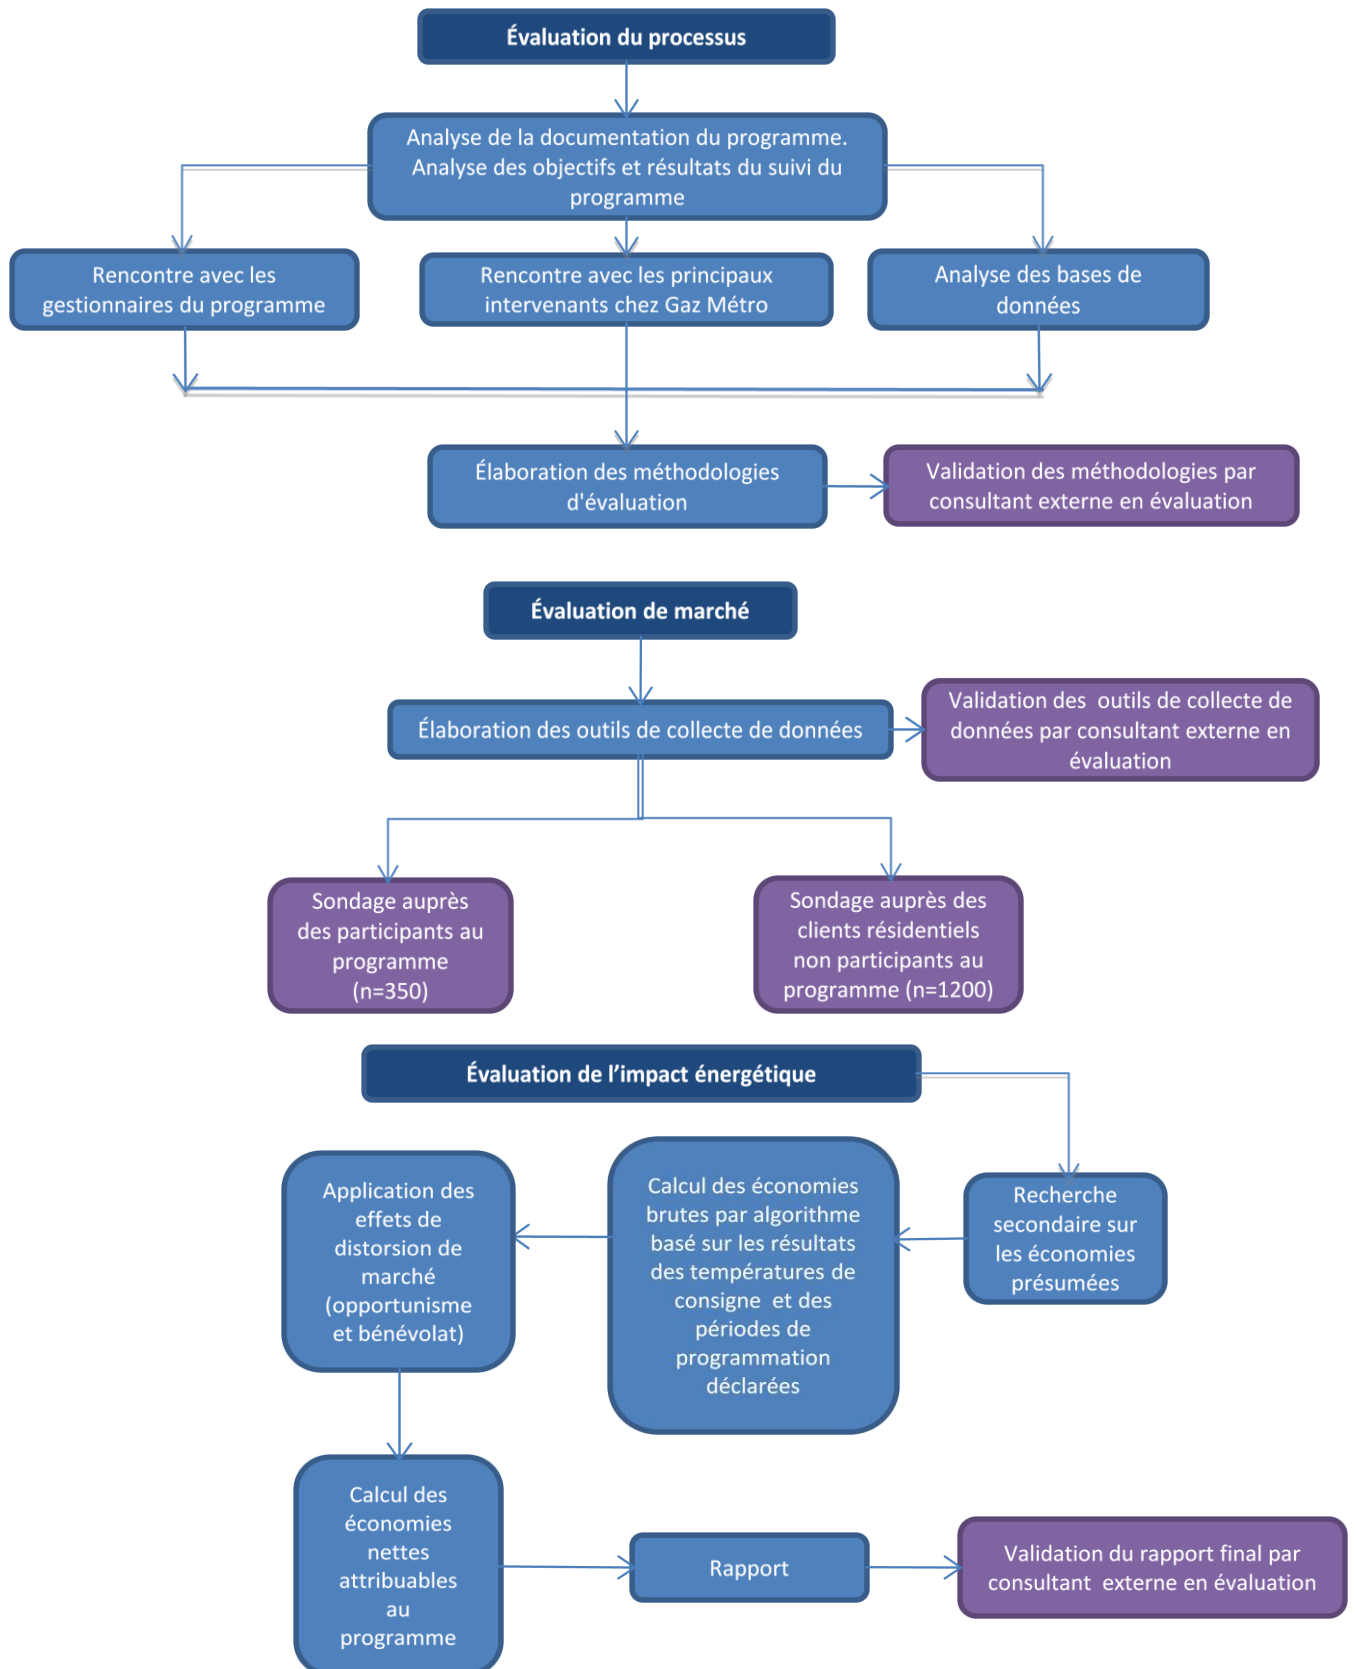 Évaluation du processus
Analyse de la documentation du programme.
Analyse des objectifs et résultats du suivi du
programme
Rencontre avec les
gestionnaires du programme
Rencontre avec les principaux
intervenants chez Gaz Métro
Analyse des bases de
données
Élaboration des méthodologies
d'évaluation
Validation des méthodologies par
consultant externe en évaluation
Évaluation de marché
Élaboration des outils de collecte de données
Validation des outils de collecte de
données par consultant externe en
évaluation
Sondage auprès
des participants au
programme
(n=350)
Sondage auprès des
clients résidentiels
non participants au
programme (n=1200)
Évaluation de l’impact énergétique
Recherche
secondaire sur
les économies
présumées
Calcul des économies
brutes par algorithme
basé sur les résultats
des températures de
consigne et des
périodes de
programmation
déclarées
Application des
effets de
distorsion de
marché
(opportunisme
et bénévolat)
Calcul des
économies
nettes
attribuables
au
programme
Rapport
Validation du rapport final par
consultant externe en évaluation